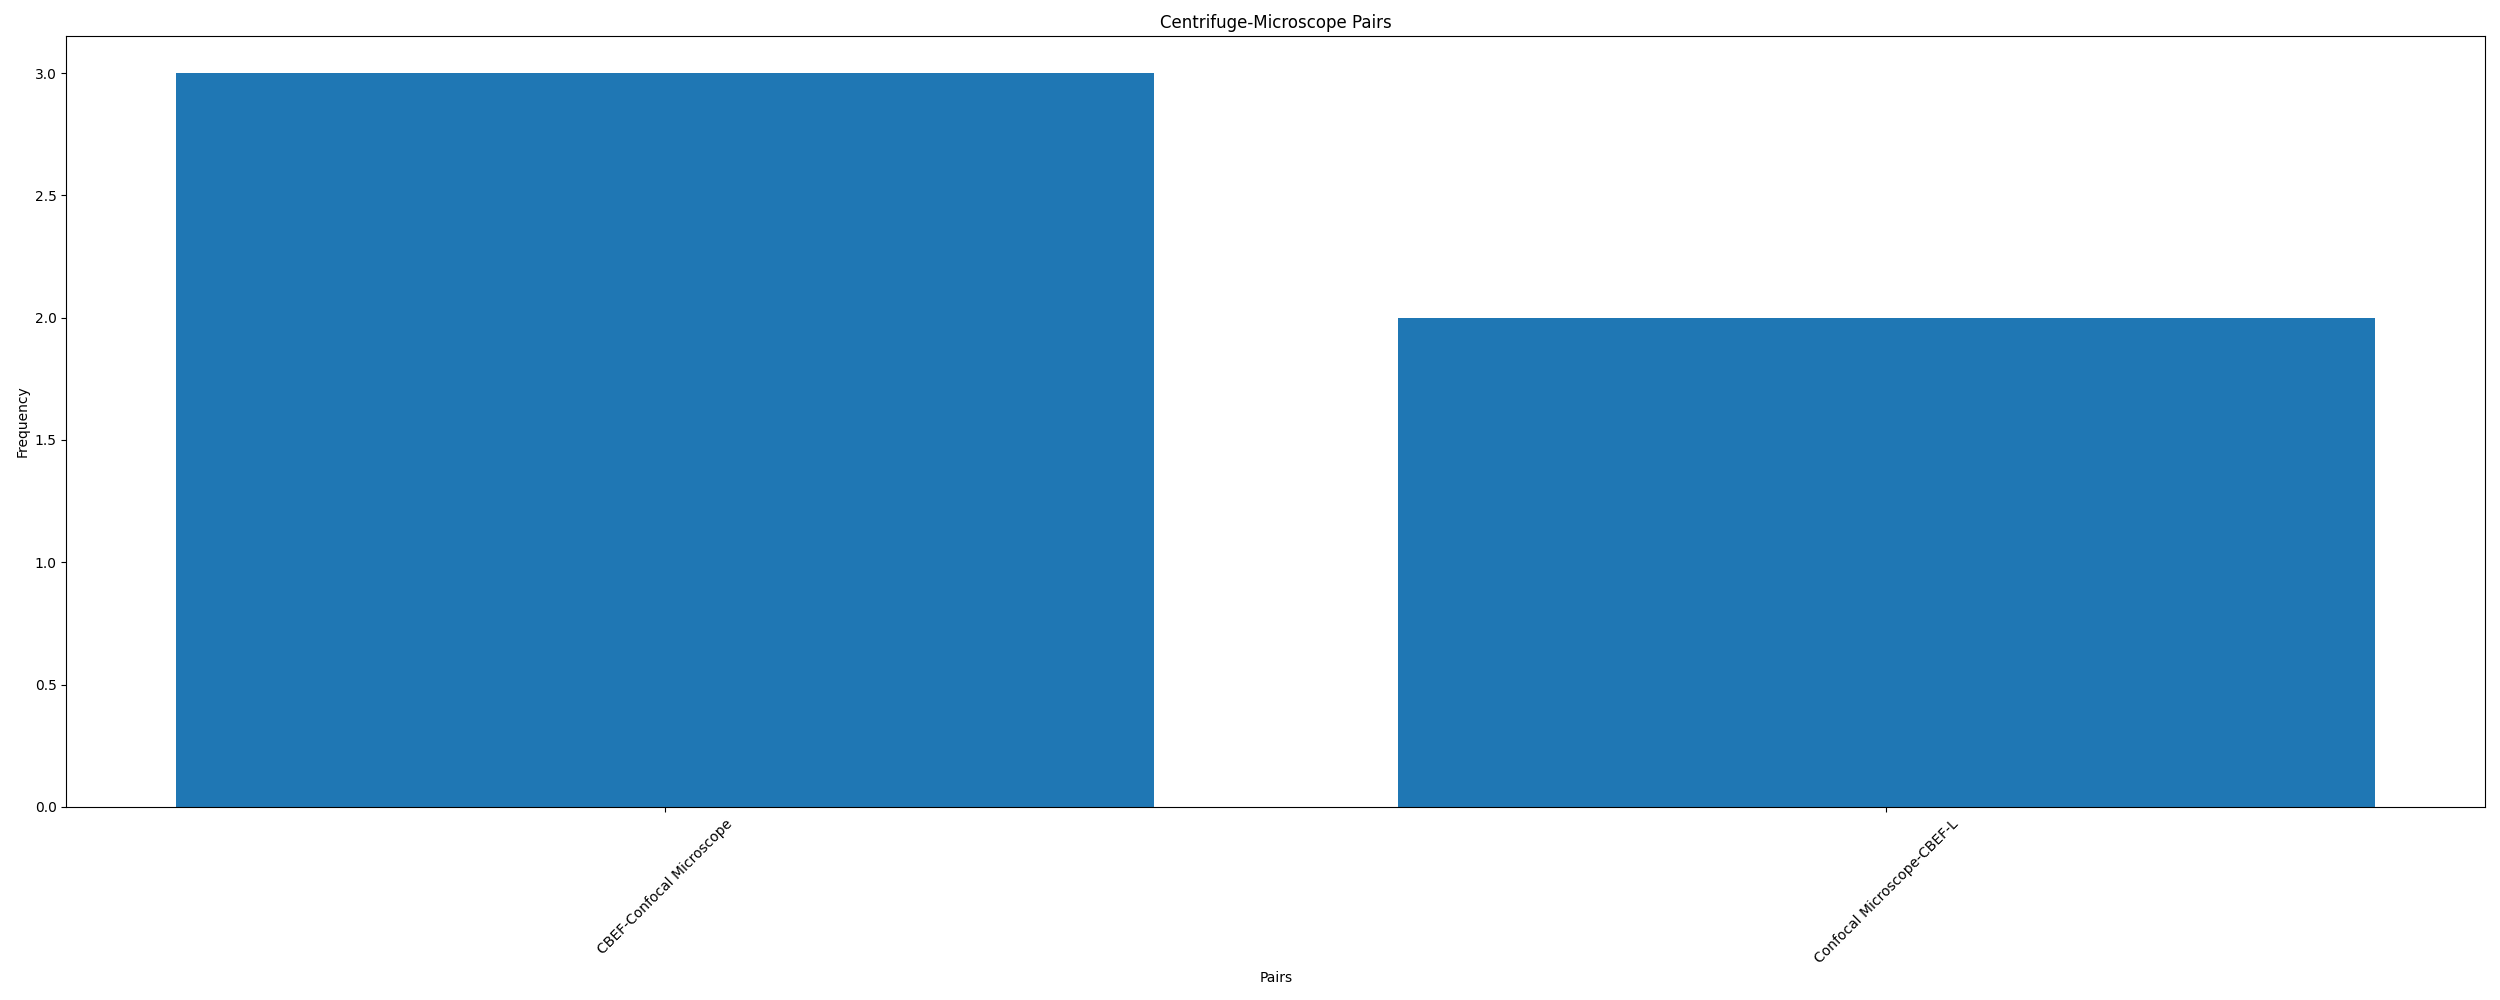 Centrifuge-Microscope Pairs
3.0
2.5
2.0
1.5
1.0
0.5
0.0
Frequency
CBEF-Confocal Microscope
Confocal Microscope-CBEF-L
Pairs